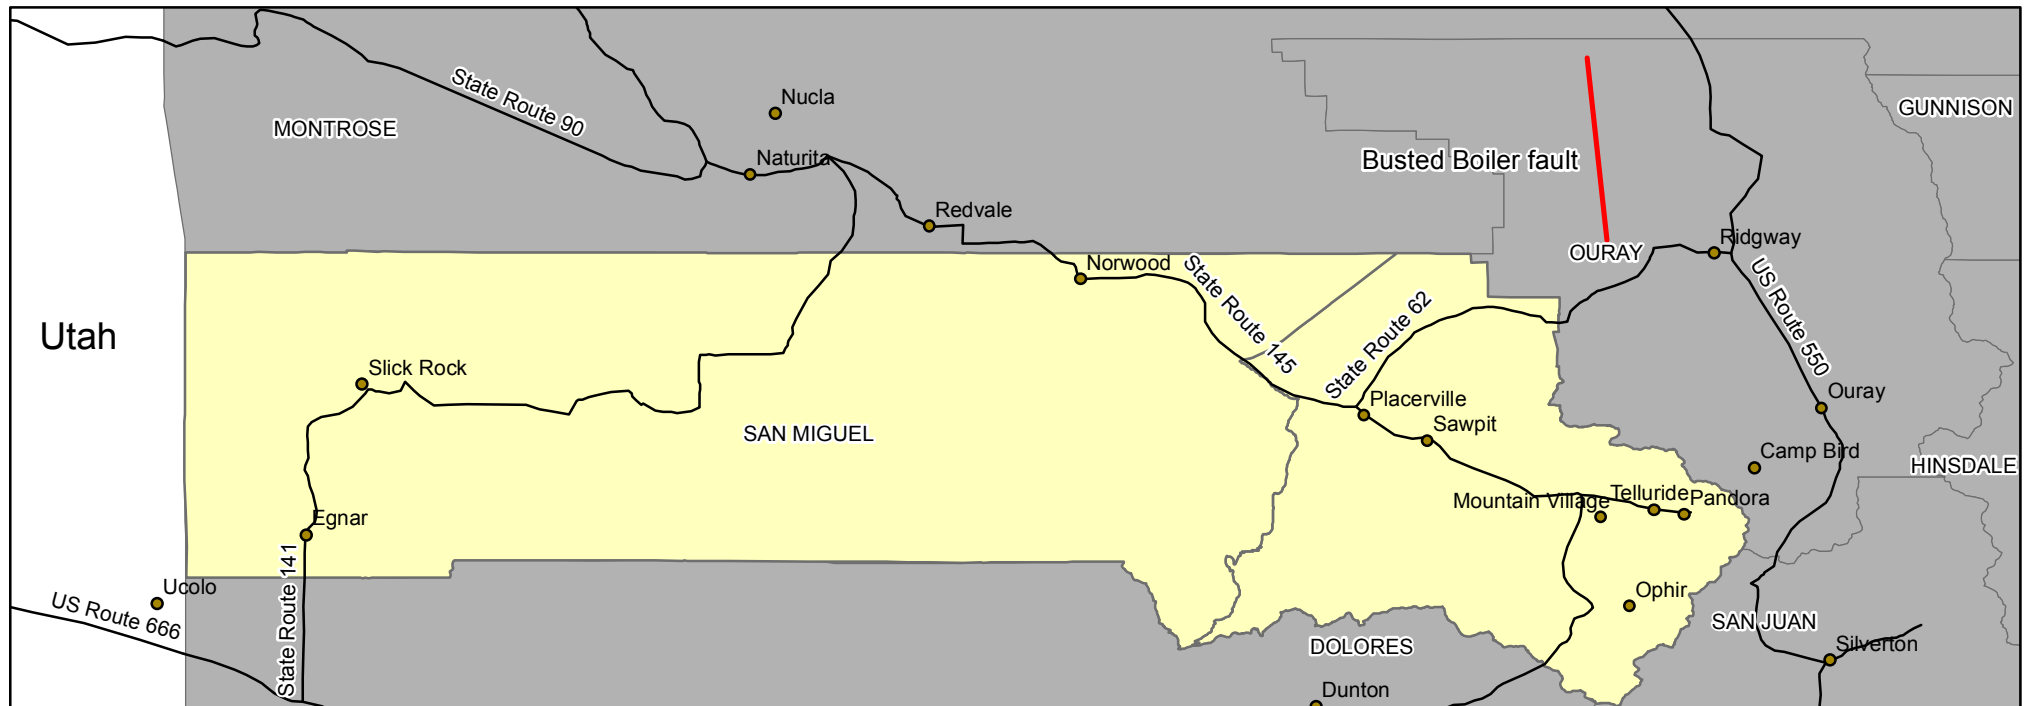 Nucla
State Route 90
GUNNISON
MONTROSE
Naturita
Busted Boiler fault
Redvale
Ridgway
OURAY
Norwood
State Route 145
State Route 62
US Route 550
Utah
Slick Rock
Ouray
Placerville
SAN MIGUEL
Sawpit
Camp Bird
HINSDALE
Mountain Village
Telluride
Pandora
Egnar
State Route 141
Ucolo
US Route 666
Ophir
SAN JUAN
DOLORES
Silverton
Dunton